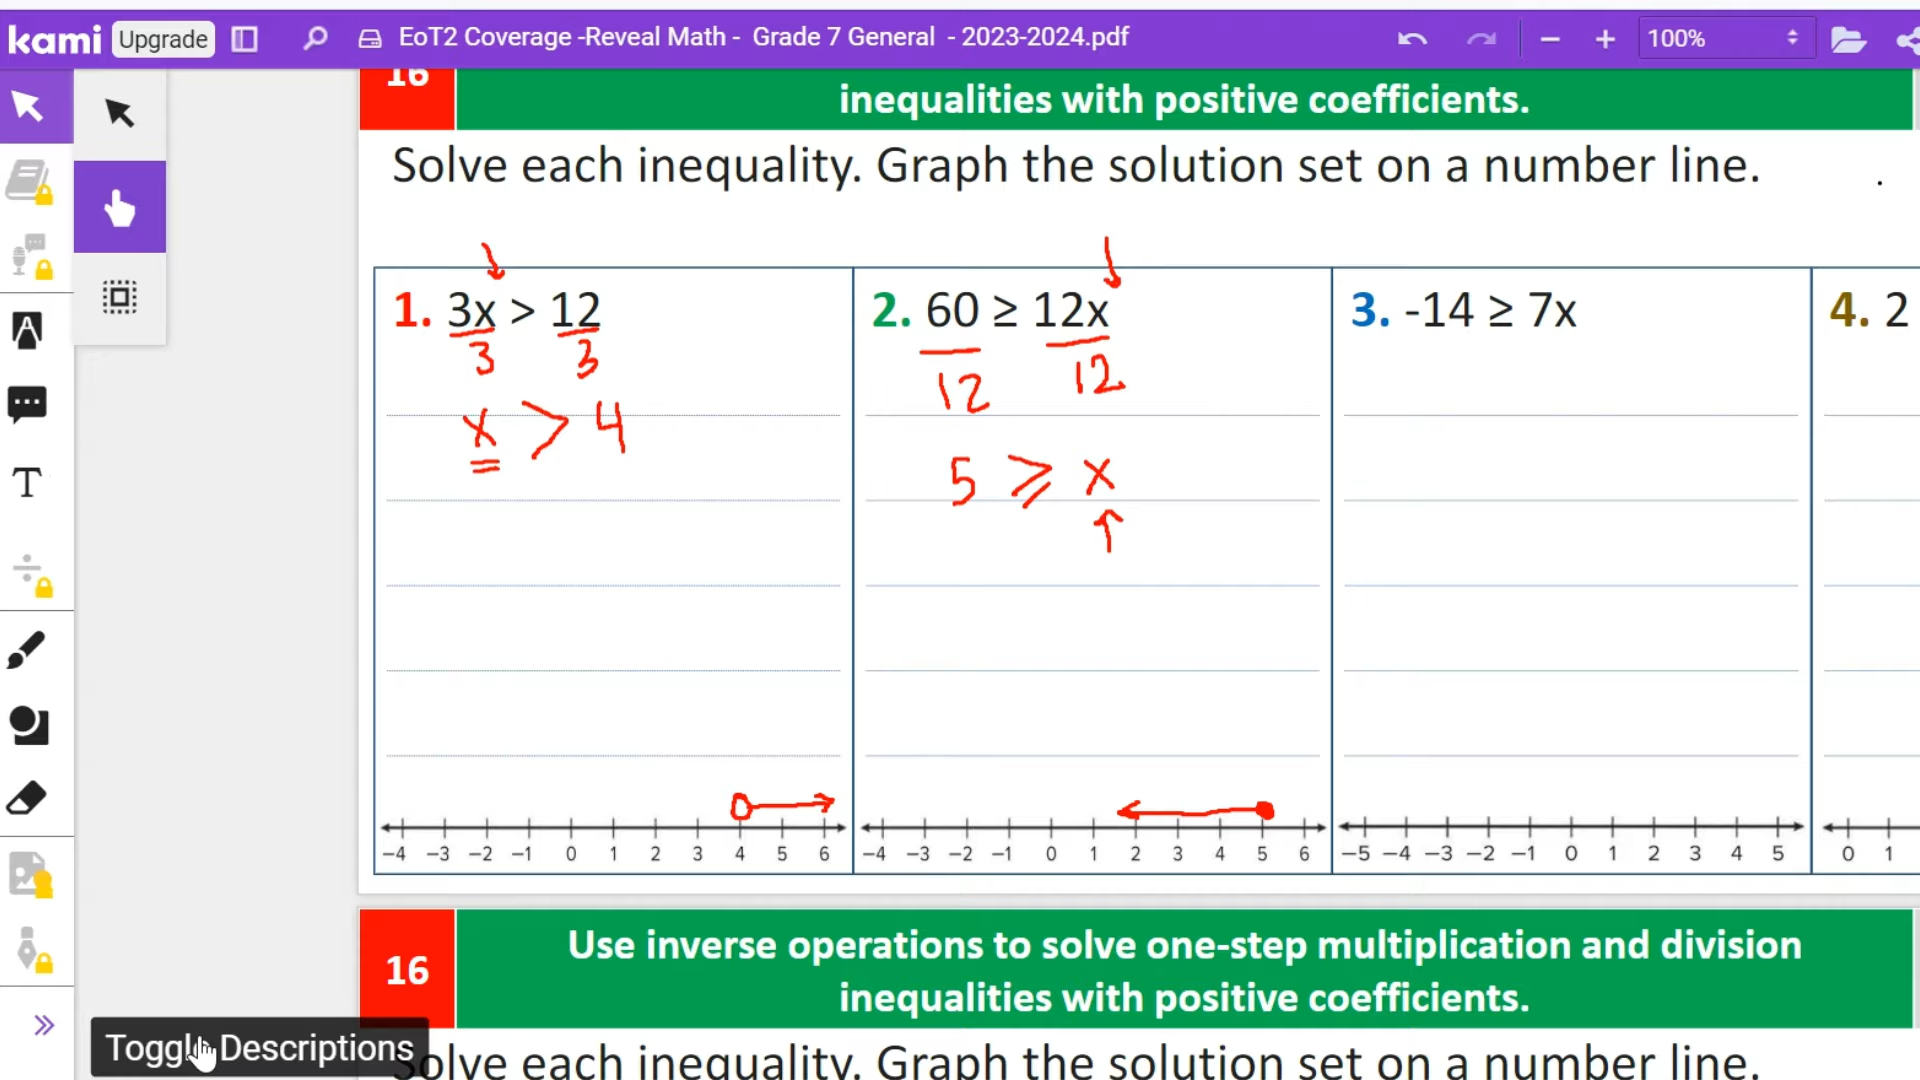 kami Upgrade EoT2 Coverage -Reveal Math - Grade 7 General - 2023-2024.pdf 100%
16
inequalities with positive coefficients.
Solve each inequality. Graph the solution set on a number line.
1. 3x > 12
3 3
x > 4
-4 -3 -2 -1 0 1 2 3 4 5 6
2. 60 ≥ 12x
12 12
5 ≥ x
-4 -3 -2 -1 0 1 2 3 4 5 6
3. -14 ≥ 7x
-5 -4 -3 -2 -1 0 1 2 3 4 5
4. 2
0 1
16
Use inverse operations to solve one-step multiplication and division
inequalities with positive coefficients.
Solve each inequality. Graph the solution set on a number line.
Toggle Descriptions